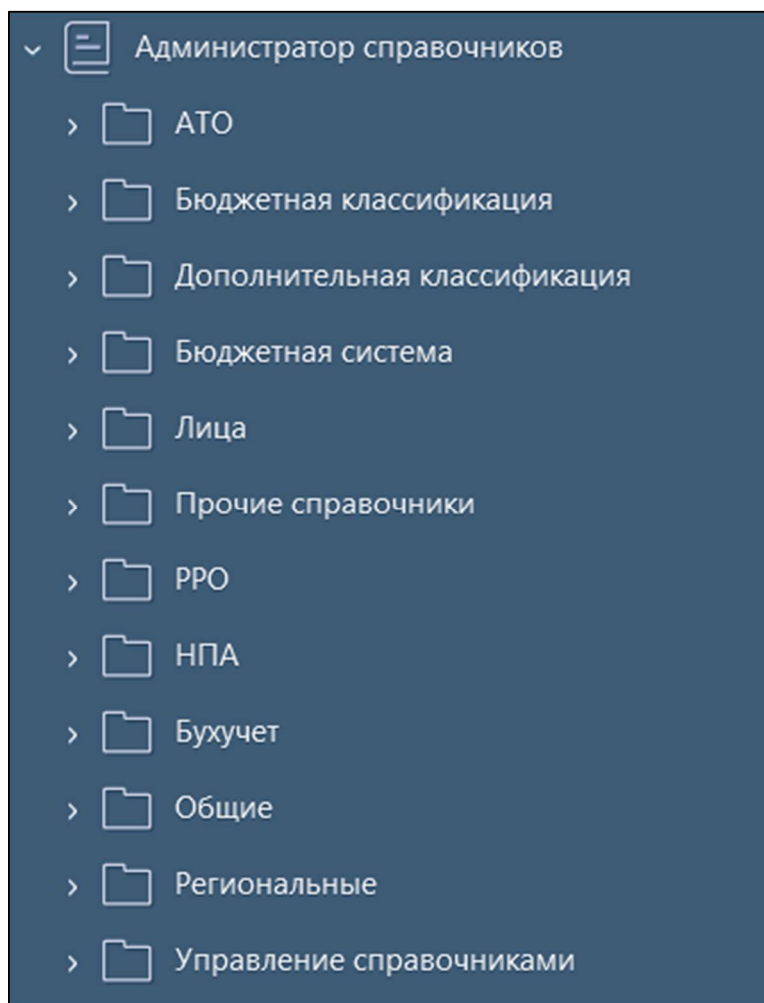 Администратор справочников
АТО
Бюджетная классификация
Дополнительная классификация
Бюджетная система
Лица
Прочие справочники
РРО
НПА
Бухучет
Общие
Региональные
Управление справочниками